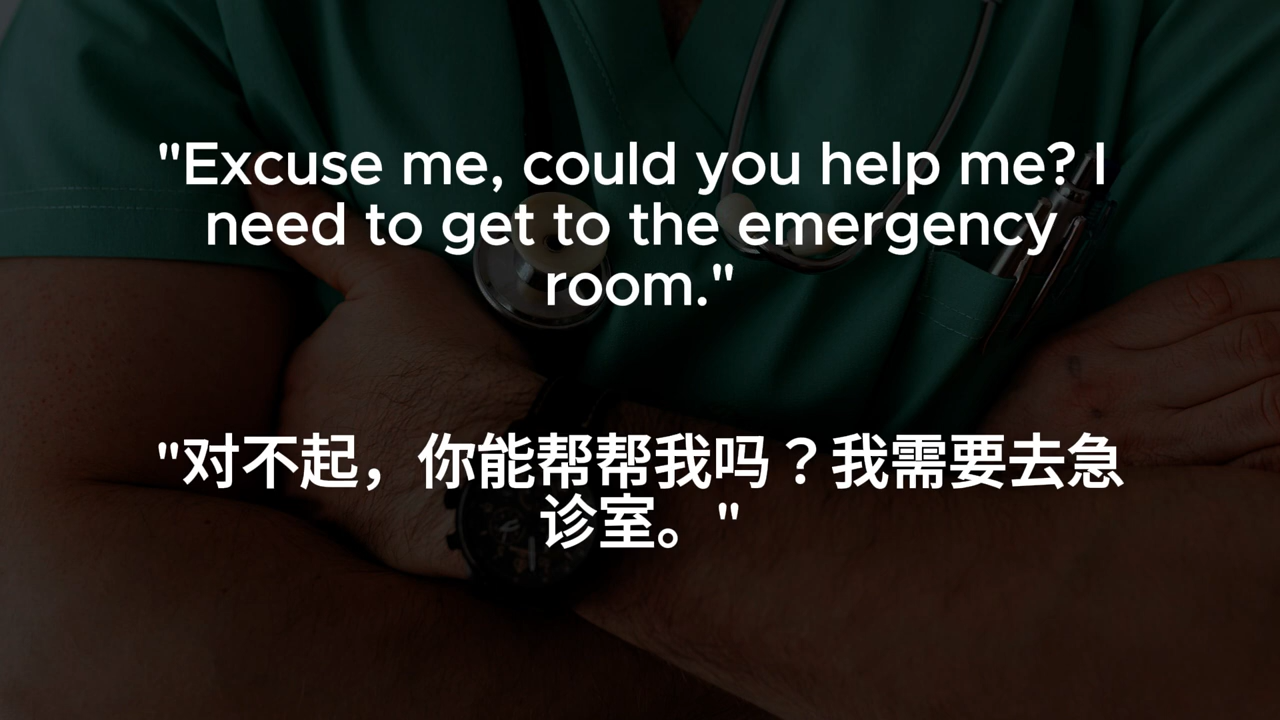 "Excuse me, could you help me? I
need to get to the emergency
room."
"对不起，你能帮帮我吗？我需要去急
诊室。"